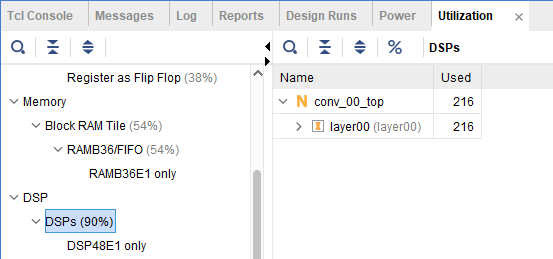 Tcl Console Messages Log Reports Design Runs Power Utilization ×
% DSPs
Register as Flip Flop (38%)
Memory
Block RAM Tile (54%)
RAMB36/FIFO (54%)
RAMB36E1 only
DSP
DSPs (90%)
DSP48E1 only
Name Used
N conv_00_top 216
I layer00 (layer00) 216